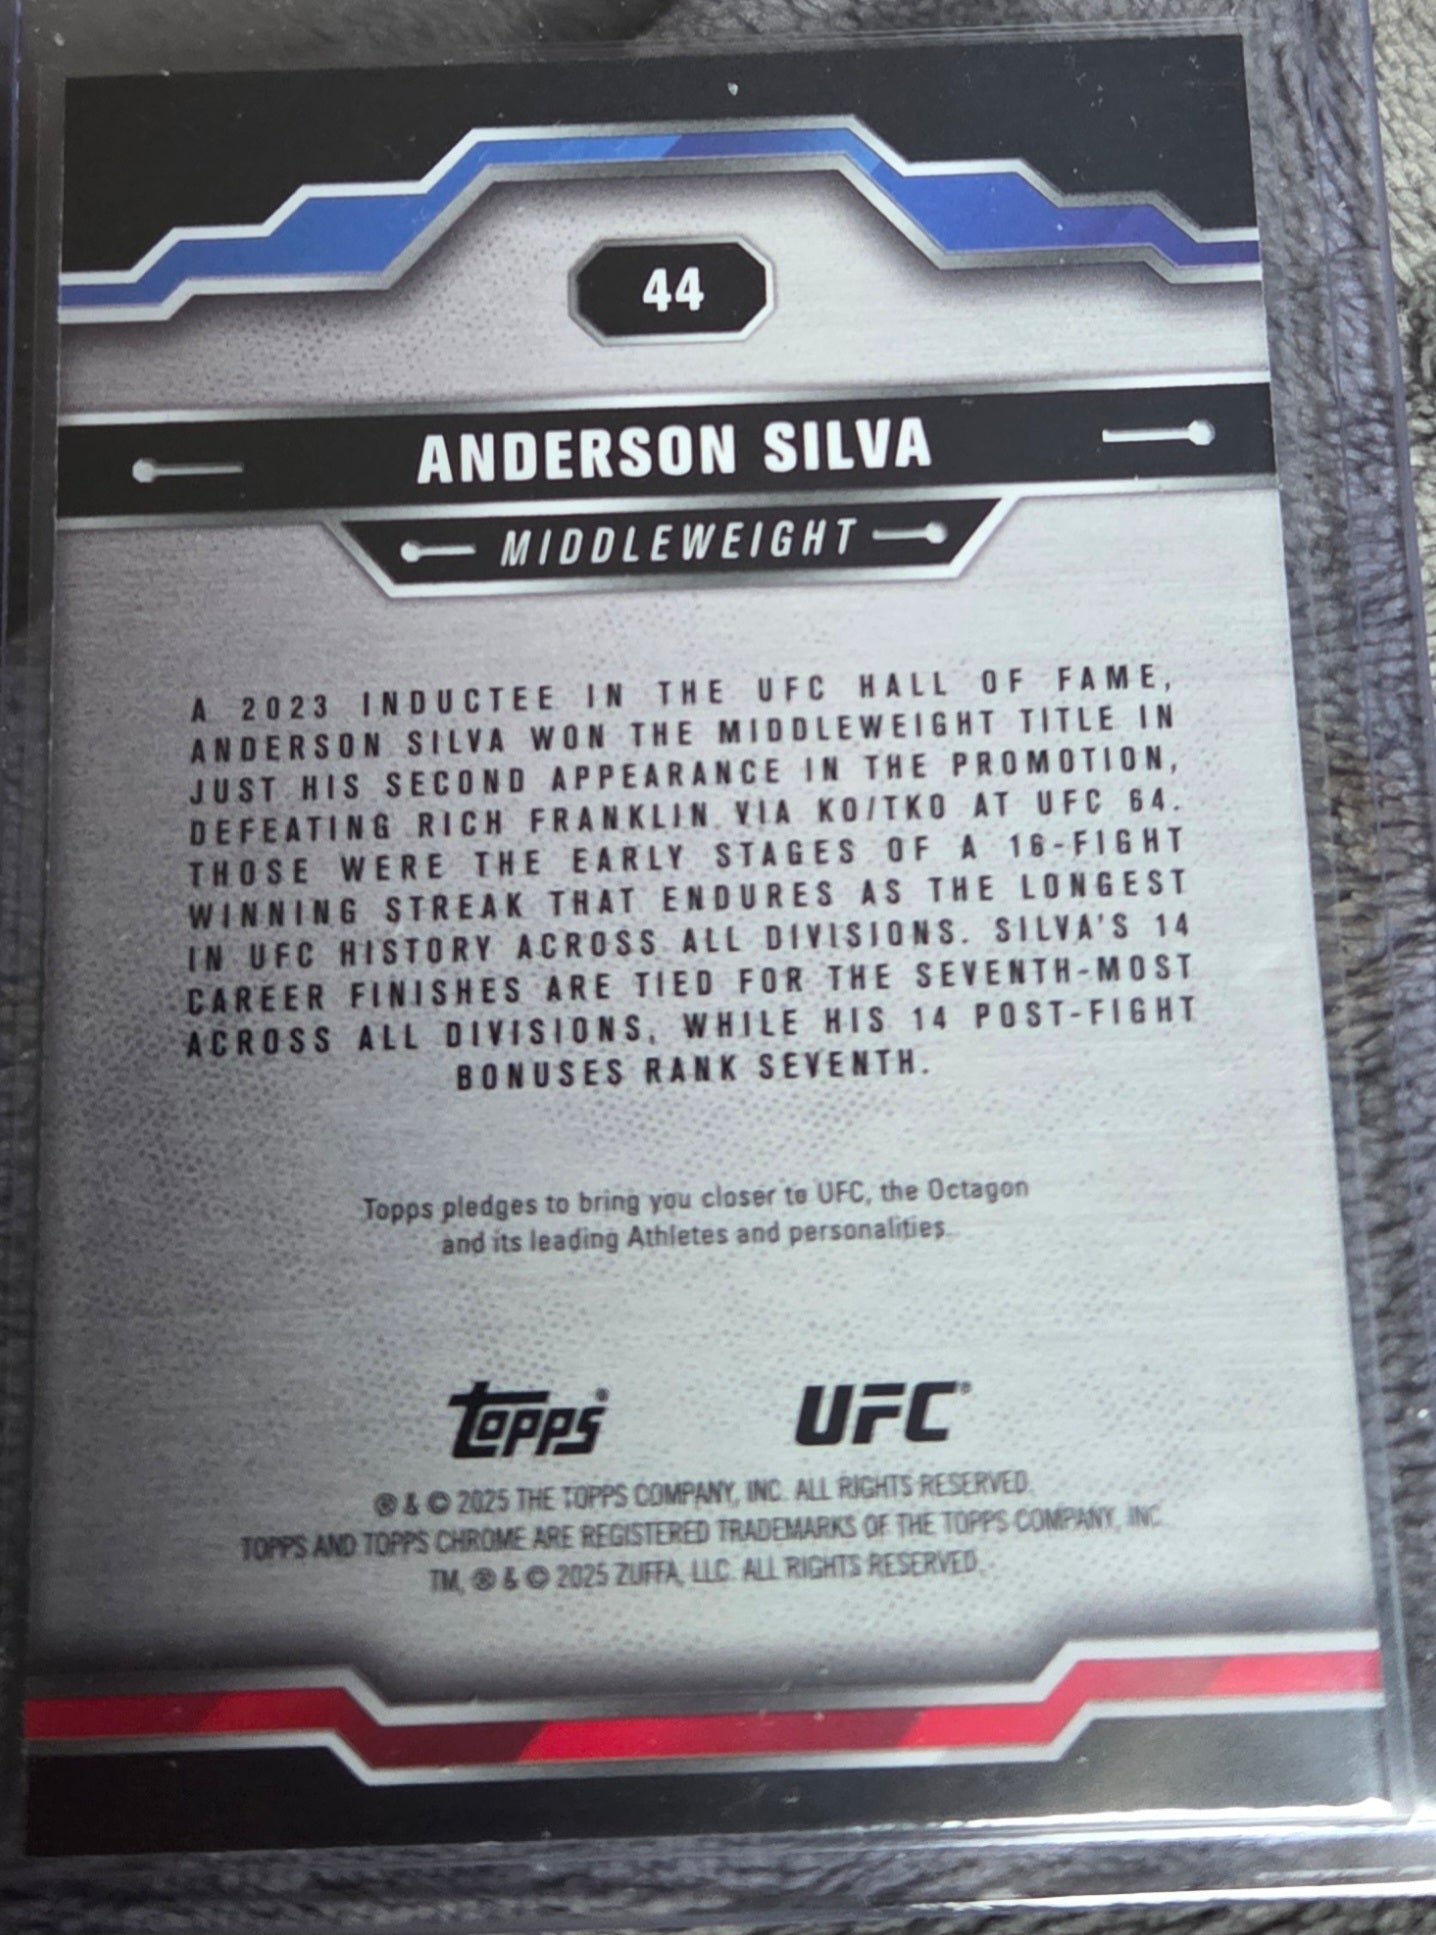 44
ANDERSON SILVA
MIDDLEWEIGHT
A 2023 INDUCTEE IN THE UFC HALL OF FAME,
ANDERSON SILVA WON THE MIDDLEWEIGHT TITLE IN
JUST HIS SECOND APPEARANCE IN THE PROMOTION,
DEFEATING RICH FRANKLIN VIA KO/TKO AT UFC 64.
THOSE WERE THE EARLY STAGES OF A 16-FIGHT
WINNING STREAK THAT ENDURES AS THE LONGEST
IN UFC HISTORY ACROSS ALL DIVISIONS. SILVA'S 14
CAREER FINISHES ARE TIED FOR THE SEVENTH-MOST
ACROSS ALL DIVISIONS, WHILE HIS 14 POST-FIGHT
BONUSES RANK SEVENTH.
Topps pledges to bring you closer to UFC, the Octagon
and its leading Athletes and personalities.
Topps® UFC®
® & © 2025 THE TOPPS COMPANY, INC. ALL RIGHTS RESERVED.
TOPPS AND TOPPS CHROME ARE REGISTERED TRADEMARKS OF THE TOPPS COMPANY, INC.
TM, ® & © 2025 ZUFFA, LLC. ALL RIGHTS RESERVED.